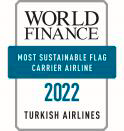 WORLD
FINANCE
MOST SUSTAINABLE FLAG
CARRIER AIRLINE
2022
TURKISH AIRLINES